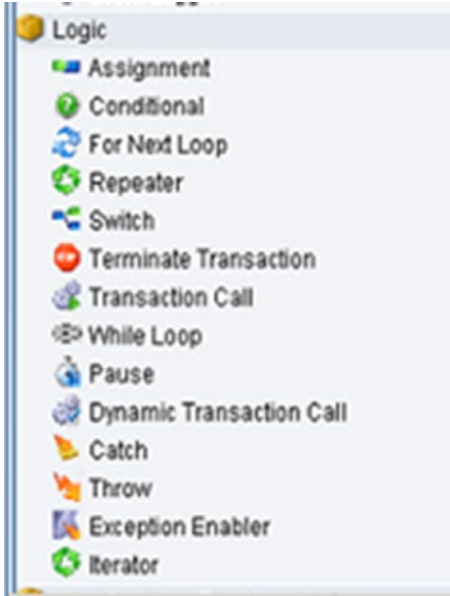 Logic
Assignment
Conditional
For Next Loop
Repeater
Switch
Terminate Transaction
Transaction Call
While Loop
Pause
Dynamic Transaction Call
Catch
Throw
Exception Enabler
Iterator